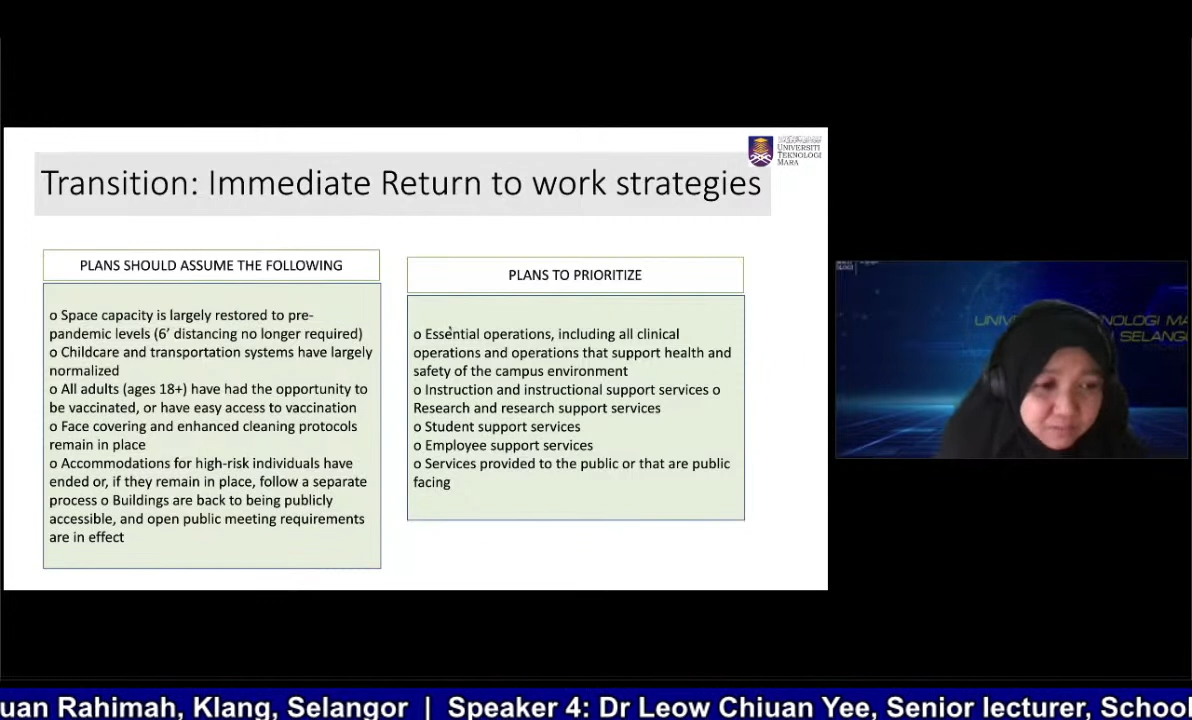 UNIVERSITI
TEKNOLOGI
MARA
Transition: Immediate Return to work strategies
PLANS SHOULD ASSUME THE FOLLOWING
o Space capacity is largely restored to pre-
pandemic levels (6' distancing no longer required)
o Childcare and transportation systems have largely
normalized
o All adults (ages 18+) have had the opportunity to
be vaccinated, or have easy access to vaccination
o Face covering and enhanced cleaning protocols
remain in place
o Accommodations for high-risk individuals have
ended or, if they remain in place, follow a separate
process o Buildings are back to being publicly
accessible, and open public meeting requirements
are in effect
PLANS TO PRIORITIZE
o Essential operations, including all clinical
operations and operations that support health and
safety of the campus environment
o Instruction and instructional support services o
Research and research support services
o Student support services
o Employee support services
o Services provided to the public or that are public
facing
UNIV NOLOGI MA
SELANG
uan Rahimah, Klang, Selangor | Speaker 4: Dr Leow Chiuan Yee, Senior lecturer, School